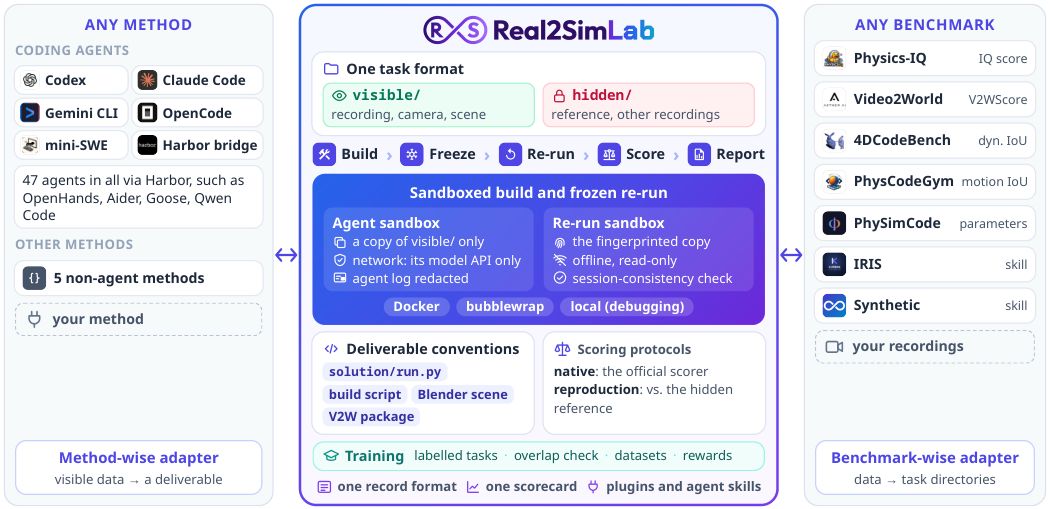 ANY METHOD
CODING AGENTS
Codex
Claude Code
Gemini CLI
OpenCode
mini-SWE
harbor
Harbor bridge
47 agents in all via Harbor, such as
OpenHands, Aider, Goose, Qwen
Code
OTHER METHODS
{} 5 non-agent methods
your method
Method-wise adapter
visible data → a deliverable
RS Real2SimLab
One task format
visible/
recording, camera, scene
hidden/
reference, other recordings
Build › Freeze › Re-run › Score › Report
Sandboxed build and frozen re-run
Agent sandbox
a copy of visible/ only
network: its model API only
agent log redacted
Re-run sandbox
the fingerprinted copy
offline, read-only
session-consistency check
Docker
bubblewrap
local (debugging)
</> Deliverable conventions
solution/run.py
build script
Blender scene
V2W package
Scoring protocols
native: the official scorer
reproduction: vs. the hidden
reference
Training labelled tasks · overlap check · datasets · rewards
one record format
one scorecard
plugins and agent skills
ANY BENCHMARK
Physics-IQ IQ score
Video2World V2WScore
4DCodeBench dyn. IoU
PhysCodeGym motion IoU
PhySimCode parameters
IRIS skill
Synthetic skill
your recordings
Benchmark-wise adapter
data → task directories